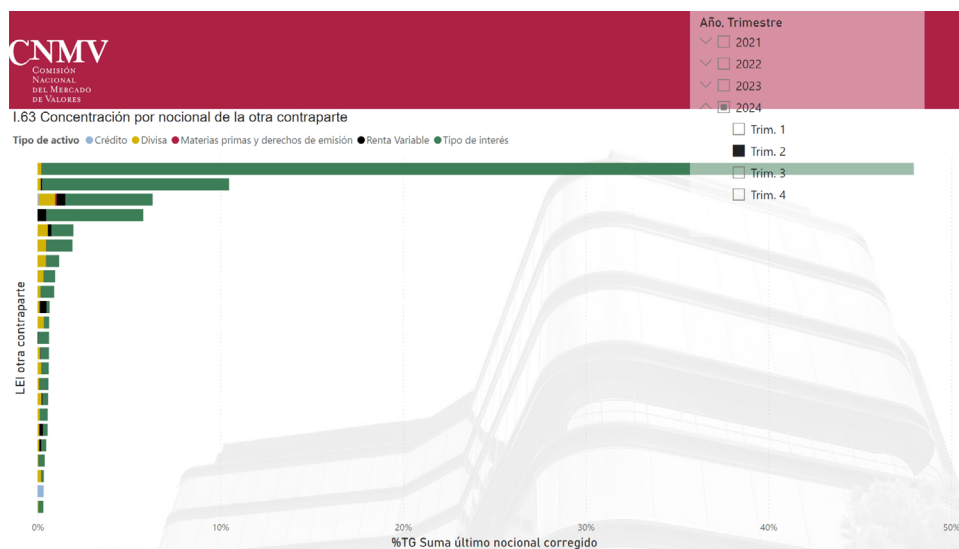 Año, Trimestre
2021
2022
2023
2024
Trim. 1
Trim. 2
Trim. 3
Trim. 4
CNMV
COMISIÓN
NACIONAL
DEL MERCADO
DE VALORES
I.63 Concentración por nocional de la otra contraparte
Tipo de activo Crédito Divisa Materias primas y derechos de emisión Renta Variable Tipo de interés
LEI otra contraparte
0% 10% 20% 30% 40% 50%
%TG Suma último nocional corregido